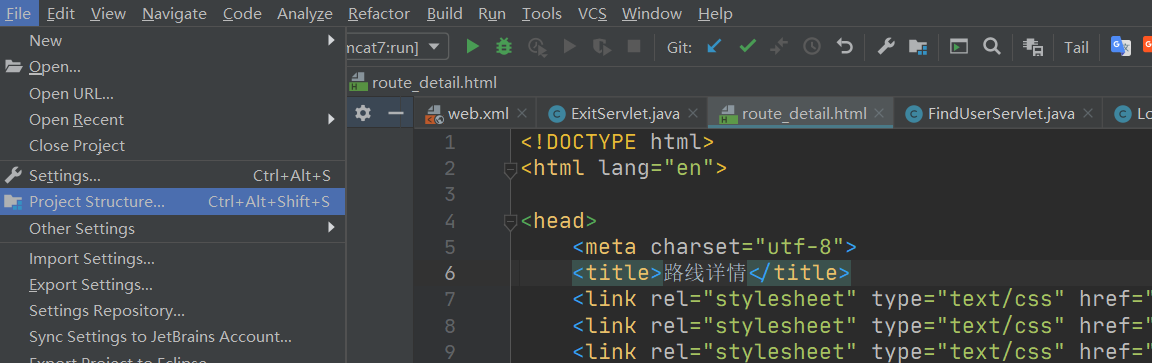 File Edit View Navigate Code Analyze Refactor Build Run Tools VCS Window Help
New
Open...
Open URL...
Open Recent
Close Project
Settings... Ctrl+Alt+S
Project Structure... Ctrl+Alt+Shift+S
Other Settings
Import Settings...
Export Settings...
Settings Repository...
Sync Settings to JetBrains Account...
Export Project to Eclipse
mcat7:run] Git: Tail
route_detail.html
web.xml ExitServlet.java route_detail.html FindUserServlet.java Lo
1 <!DOCTYPE html>
2 <html lang="en">
3
4 <head>
5 <meta charset="utf-8">
6 <title>路线详情</title>
7 <link rel="stylesheet" type="text/css" href="
8 <link rel="stylesheet" type="text/css" href="
9 <link rel="stylesheet" type="text/css" href="